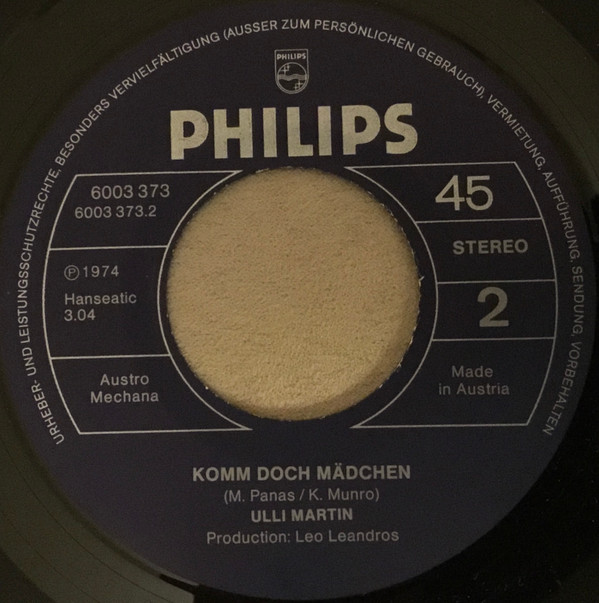 URHEBER- UND LEISTUNGSSCHUTZRECHTE, BESONDERS VERVIELFÄLTIGUNG (AUSSER ZUM PERSÖNLICHEN GEBRAUCH), VERMIETUNG, AUFFÜHRUNG, SENDUNG, VORBEHALTEN
PHILIPS
PHILIPS
6003 373
6003 373.2
45
STEREO
℗ 1974
Hanseatic
3.04
2
Austro
Mechana
Made
in Austria
KOMM DOCH MÄDCHEN
(M. Panas / K. Munro)
ULLI MARTIN
Production: Leo Leandros